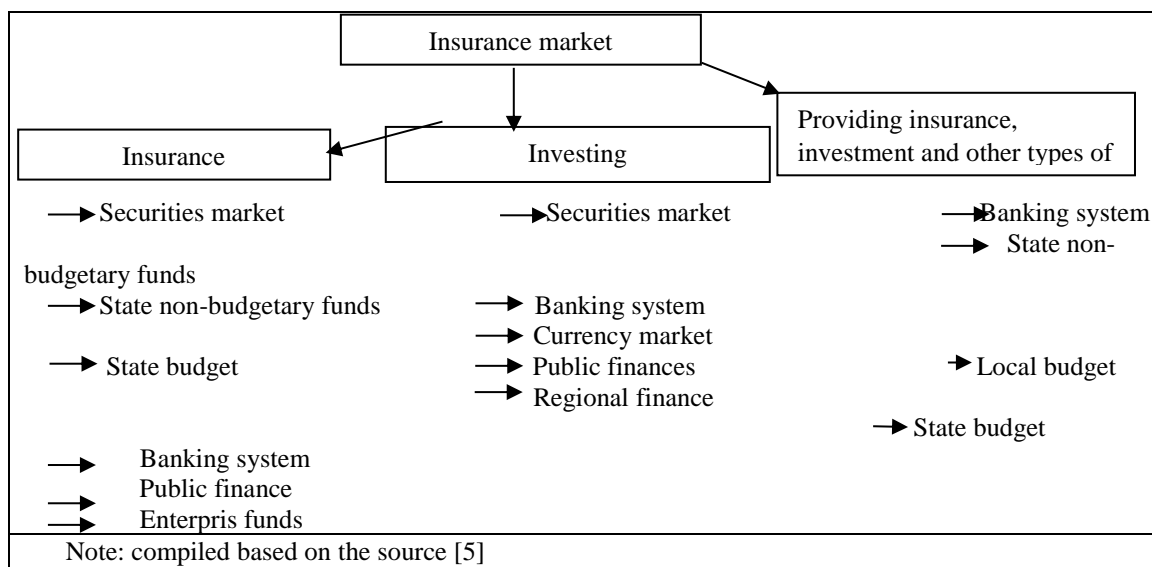 Insurance market
Providing insurance,
investment and other types of
Insurance
Investing
Securities market
Securities market
Banking system
State non-
budgetary funds
State non-budgetary funds
Banking system
Currency market
State budget
Public finances
Local budget
Regional finance
State budget
Banking system
Public finance
Enterpris funds
Note: compiled based on the source [5]